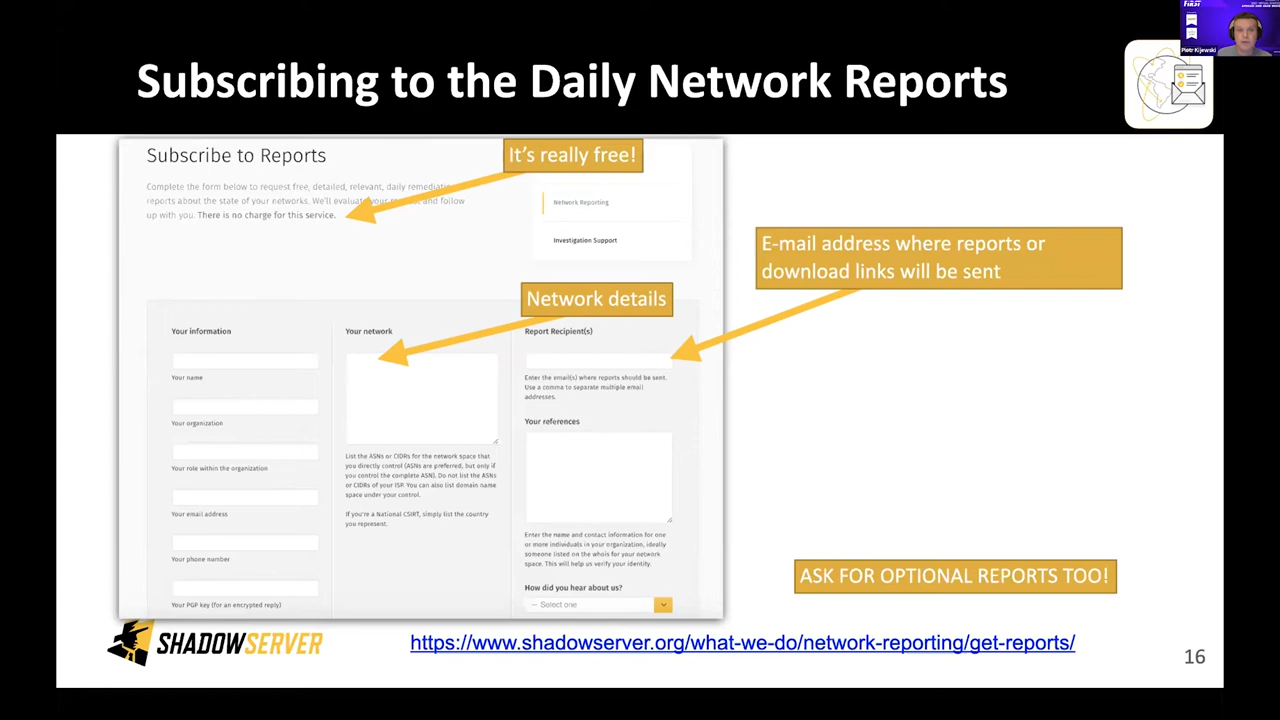 FIRST
Piotr Kijewski
Subscribing to the Daily Network Reports
Subscribe to Reports
It's really free!
Complete the form below to request free, detailed, relevant, daily
reports about the state of your networks. We'll evaluate your and follow
up with you. There is no charge for this service.
Network Reporting
Investigation Support
E-mail address where reports or
download links will be sent
Network details
Your information
Your name
Your organization
Your role within the organization
Your email address
Your phone number
Your PGP key (for an encrypted reply)
Your network
List the ASNs or CIDRs for the network space that
you directly control (ASNs are preferred, but only if
you control the complete ASN). Do not list the ASNs
or CIDRs of your ISP. You can also list domain name
space under your control.
If you're a National CSIRT, simply list the country
you represent.
Report Recipient(s)
Enter the email(s) where reports should be sent.
Use a comma to separate multiple email
addresses.
Your references
Enter the name and contact information for one
or more individuals in your organization, ideally
someone listed on the whois for your network
space. This will help us verify your identity.
How did you hear about us?
-- Select one
ASK FOR OPTIONAL REPORTS TOO!
SHADOWSERVER
https://www.shadowserver.org/what-we-do/network-reporting/get-reports/
16